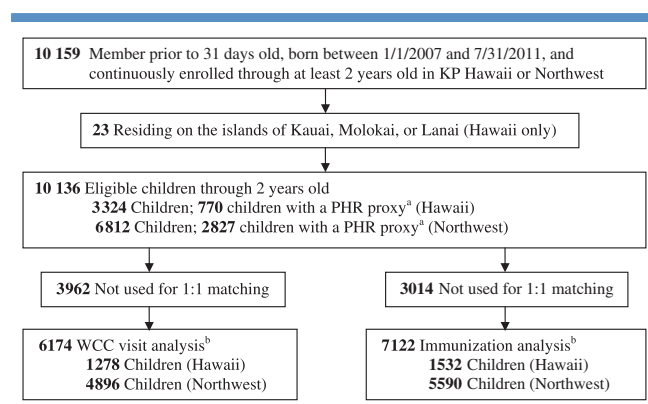 10 159 Member prior to 31 days old, born between 1/1/2007 and 7/31/2011, and
continuously enrolled through at least 2 years old in KP Hawaii or Northwest
23 Residing on the islands of Kauai, Molokai, or Lanai (Hawaii only)
10 136 Eligible children through 2 years old
3324 Children; 770 children with a PHR proxyᵃ (Hawaii)
6812 Children; 2827 children with a PHR proxyᵃ (Northwest)
3962 Not used for 1:1 matching
3014 Not used for 1:1 matching
6174 WCC visit analysisᵇ
1278 Children (Hawaii)
4896 Children (Northwest)
7122 Immunization analysisᵇ
1532 Children (Hawaii)
5590 Children (Northwest)